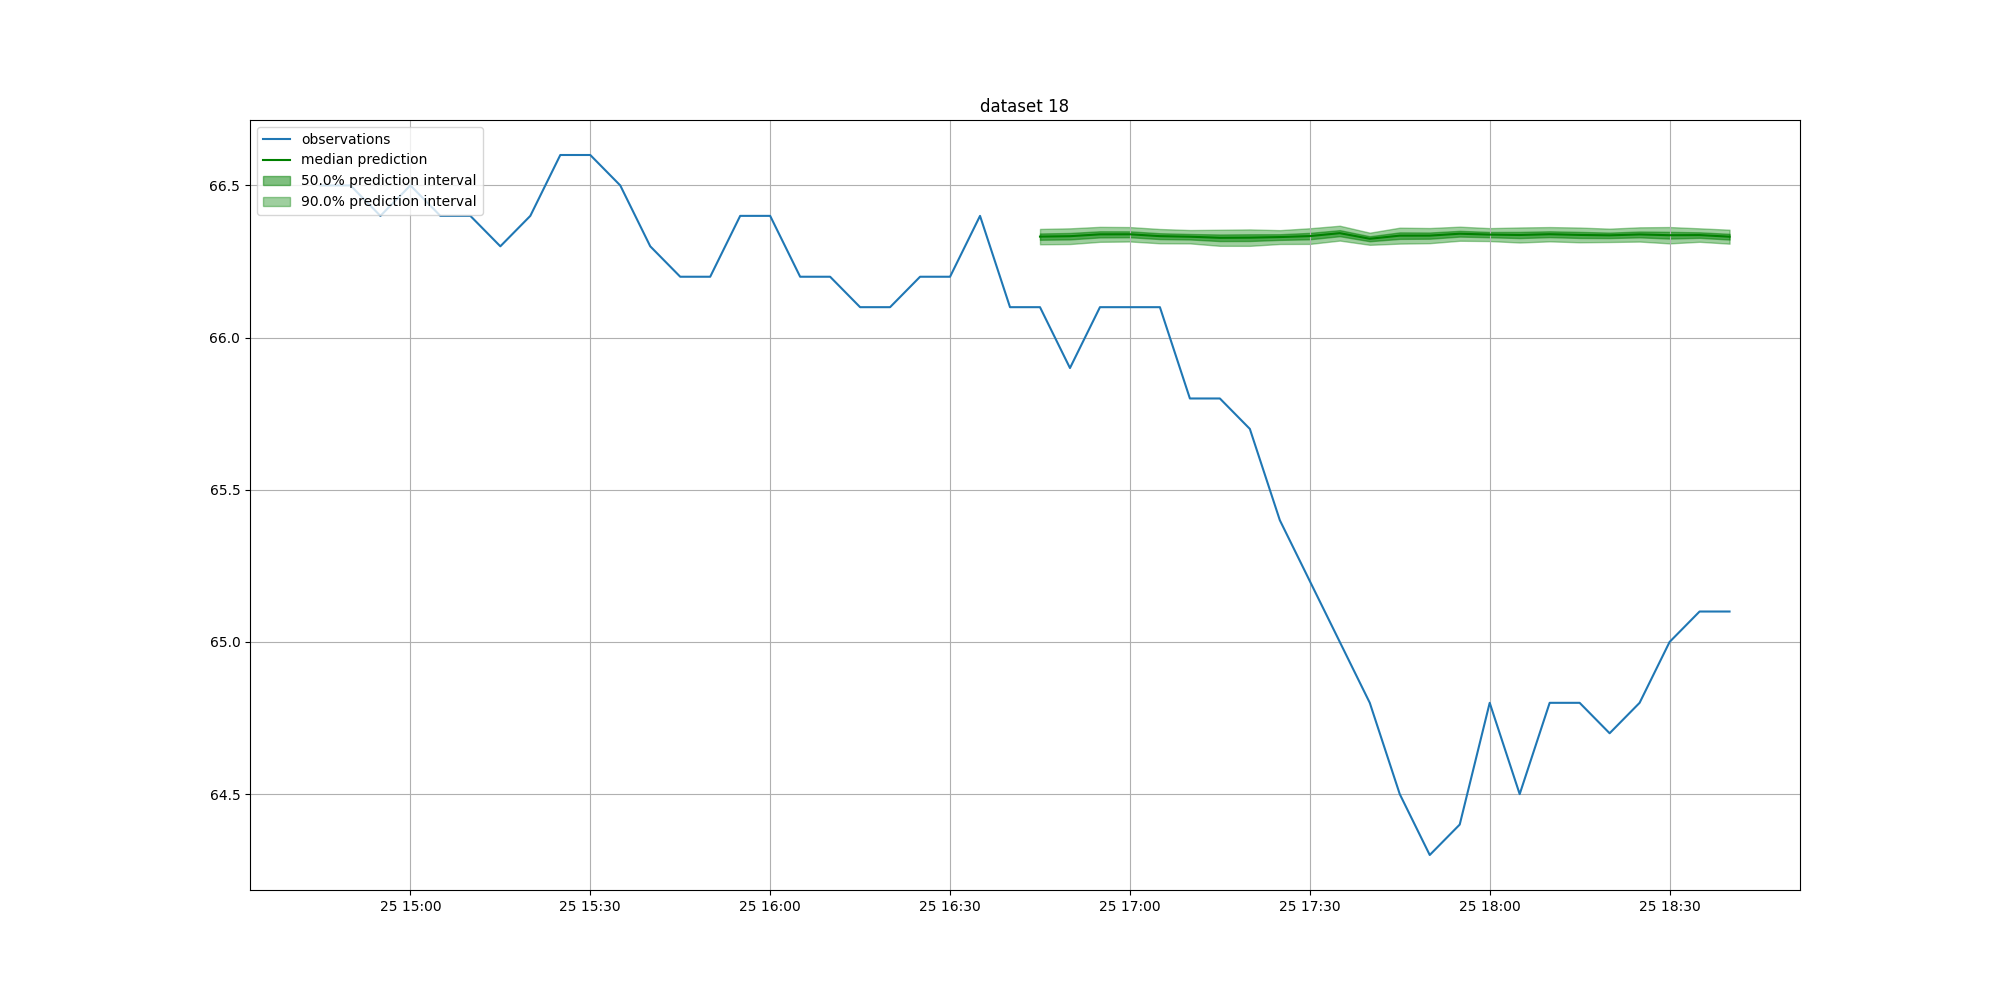 dataset 18
observations
median prediction
50.0% prediction interval
90.0% prediction interval
66.5
66.0
65.5
65.0
64.5
25 15:00
25 15:30
25 16:00
25 16:30
25 17:00
25 17:30
25 18:00
25 18:30